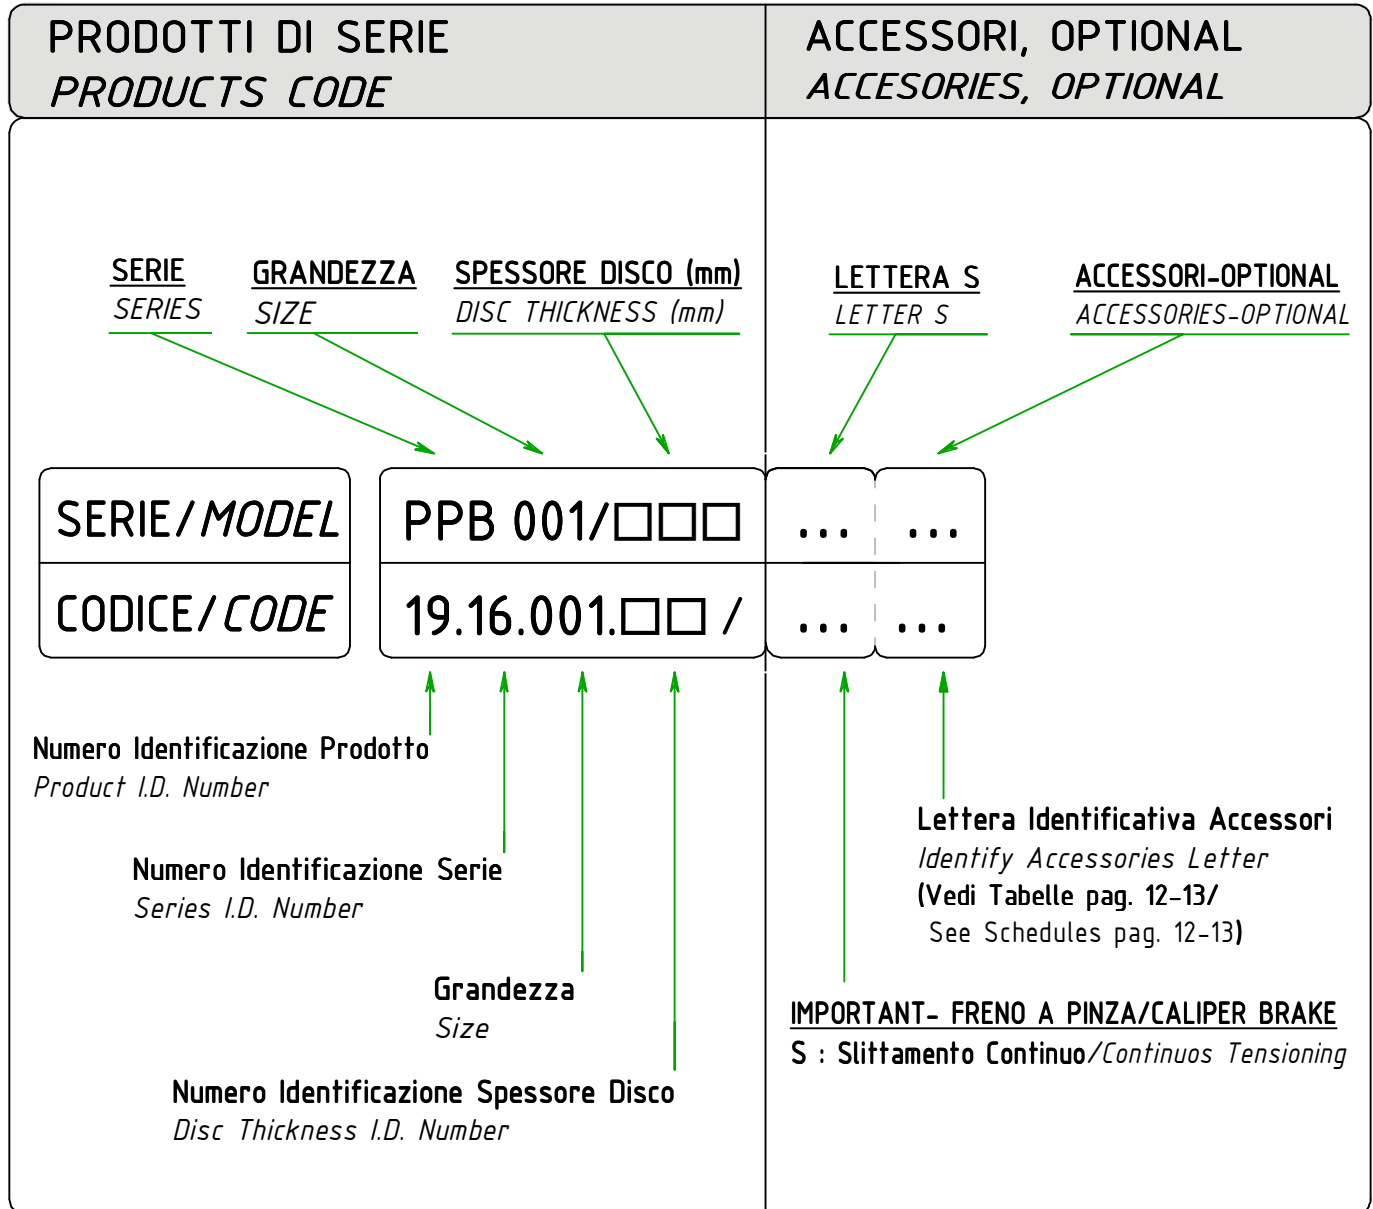 PRODOTTI DI SERIE
PRODUCTS CODE
ACCESSORI, OPTIONAL
ACCESORIES, OPTIONAL
SERIE
SERIES
GRANDEZZA
SIZE
SPESSORE DISCO (mm)
DISC THICKNESS (mm)
LETTERA S
LETTER S
ACCESSORI-OPTIONAL
ACCESSORIES-OPTIONAL
SERIE/MODEL PPB 001/□□□ ... ...
CODICE/CODE 19.16.001.□□ / ... ...
Numero Identificazione Prodotto
Product I.D. Number
Numero Identificazione Serie
Series I.D. Number
Grandezza
Size
Numero Identificazione Spessore Disco
Disc Thickness I.D. Number
Lettera Identificativa Accessori
Identify Accessories Letter
(Vedi Tabelle pag. 12-13/
See Schedules pag. 12-13)
IMPORTANT- FRENO A PINZA/CALIPER BRAKE
S : Slittamento Continuo/Continuos Tensioning